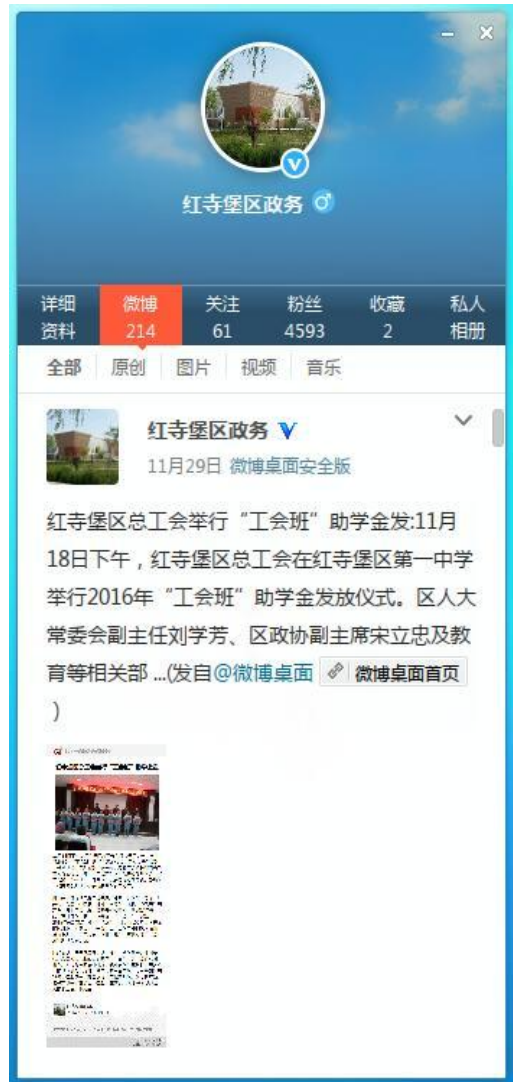 红寺堡区政务
详细 微博 关注 粉丝 收藏 私人
资料 214 61 4593 2 相册
全部 原创 图片 视频 音乐
红寺堡区政务
11月29日 微博桌面安全版
红寺堡区总工会举行“工会班”助学金发:11月
18日下午，红寺堡区总工会在红寺堡区第一中学
举行2016年“工会班”助学金发放仪式。区人大
常委会副主任刘学芳、区政协副主席宋立忠及教
育等相关部 ...(发自@微博桌面 微博桌面首页
)